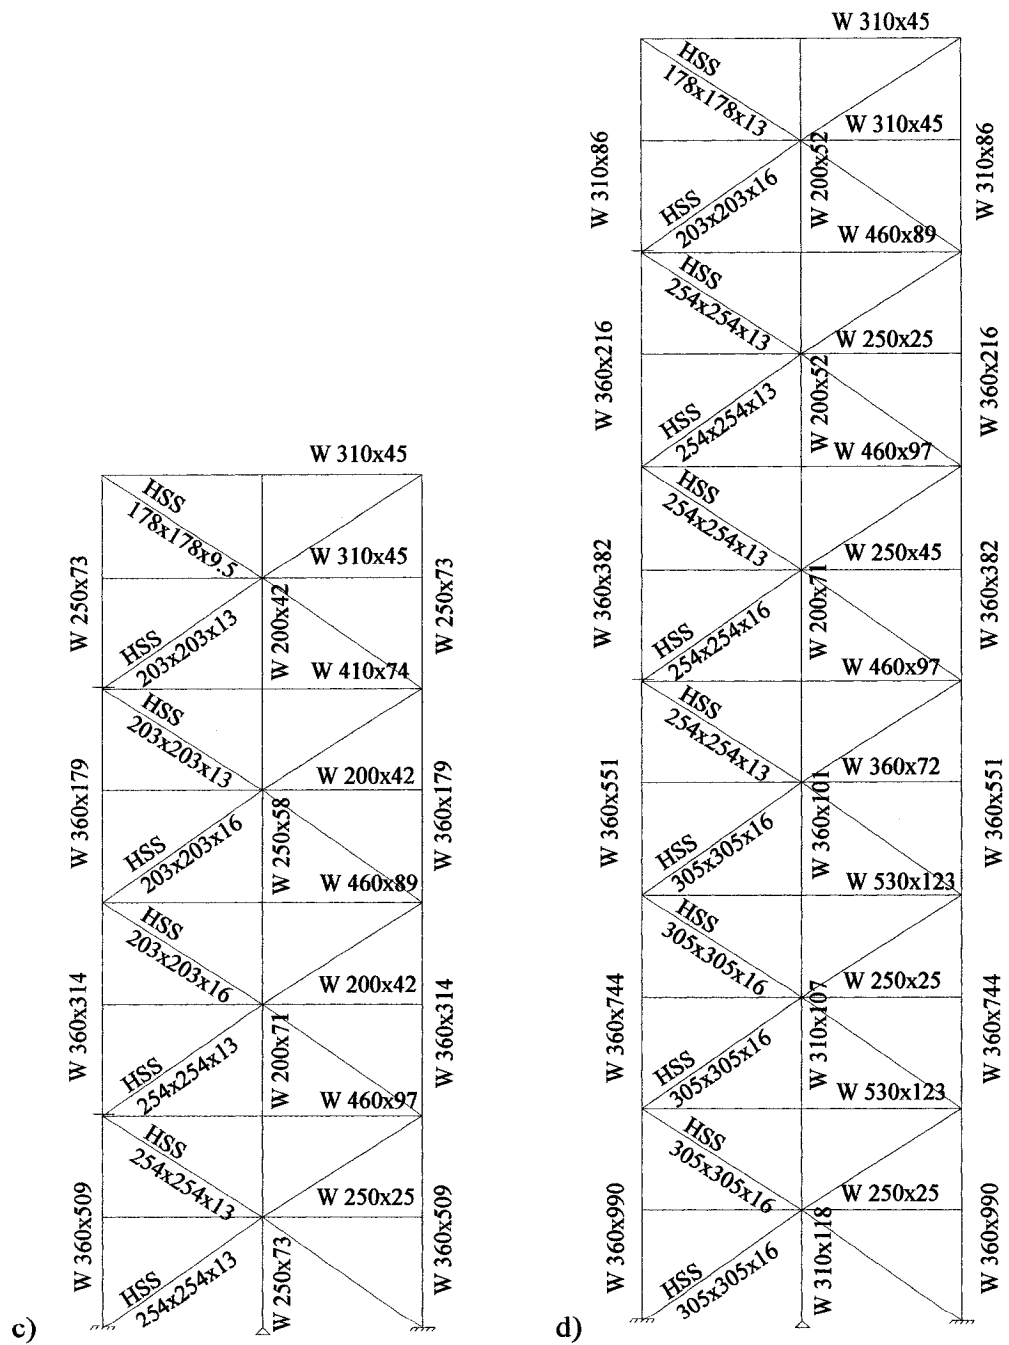 W 310x45
HSS
178x178x9.5
W 310x45
W 250x73
W 250x73
W 200x42
HSS
203x203x13
W 410x74
HSS
203x203x13
W 200x42
W 360x179
W 360x179
W 250x58
HSS
203x203x16
W 460x89
HSS
203x203x16
W 200x42
W 360x314
W 360x314
W 200x71
HSS
254x254x13
W 460x97
HSS
254x254x13
W 250x25
W 360x509
W 360x509
W 250x73
HSS
254x254x13
c)
W 310x45
HSS
178x178x13
W 310x45
W 310x86
W 310x86
W 200x52
HSS
203x203x16
W 460x89
HSS
254x254x13
W 250x25
W 360x216
W 360x216
W 200x52
HSS
254x254x13
W 460x97
HSS
254x254x13
W 250x45
W 360x382
W 360x382
W 200x71
HSS
254x254x16
W 460x97
HSS
254x254x13
W 360x72
W 360x551
W 360x551
W 360x101
HSS
305x305x16
W 530x123
HSS
305x305x16
W 250x25
W 360x744
W 360x744
W 310x107
HSS
305x305x16
W 530x123
HSS
305x305x16
W 250x25
W 360x990
W 360x990
W 310x118
HSS
305x305x16
d)